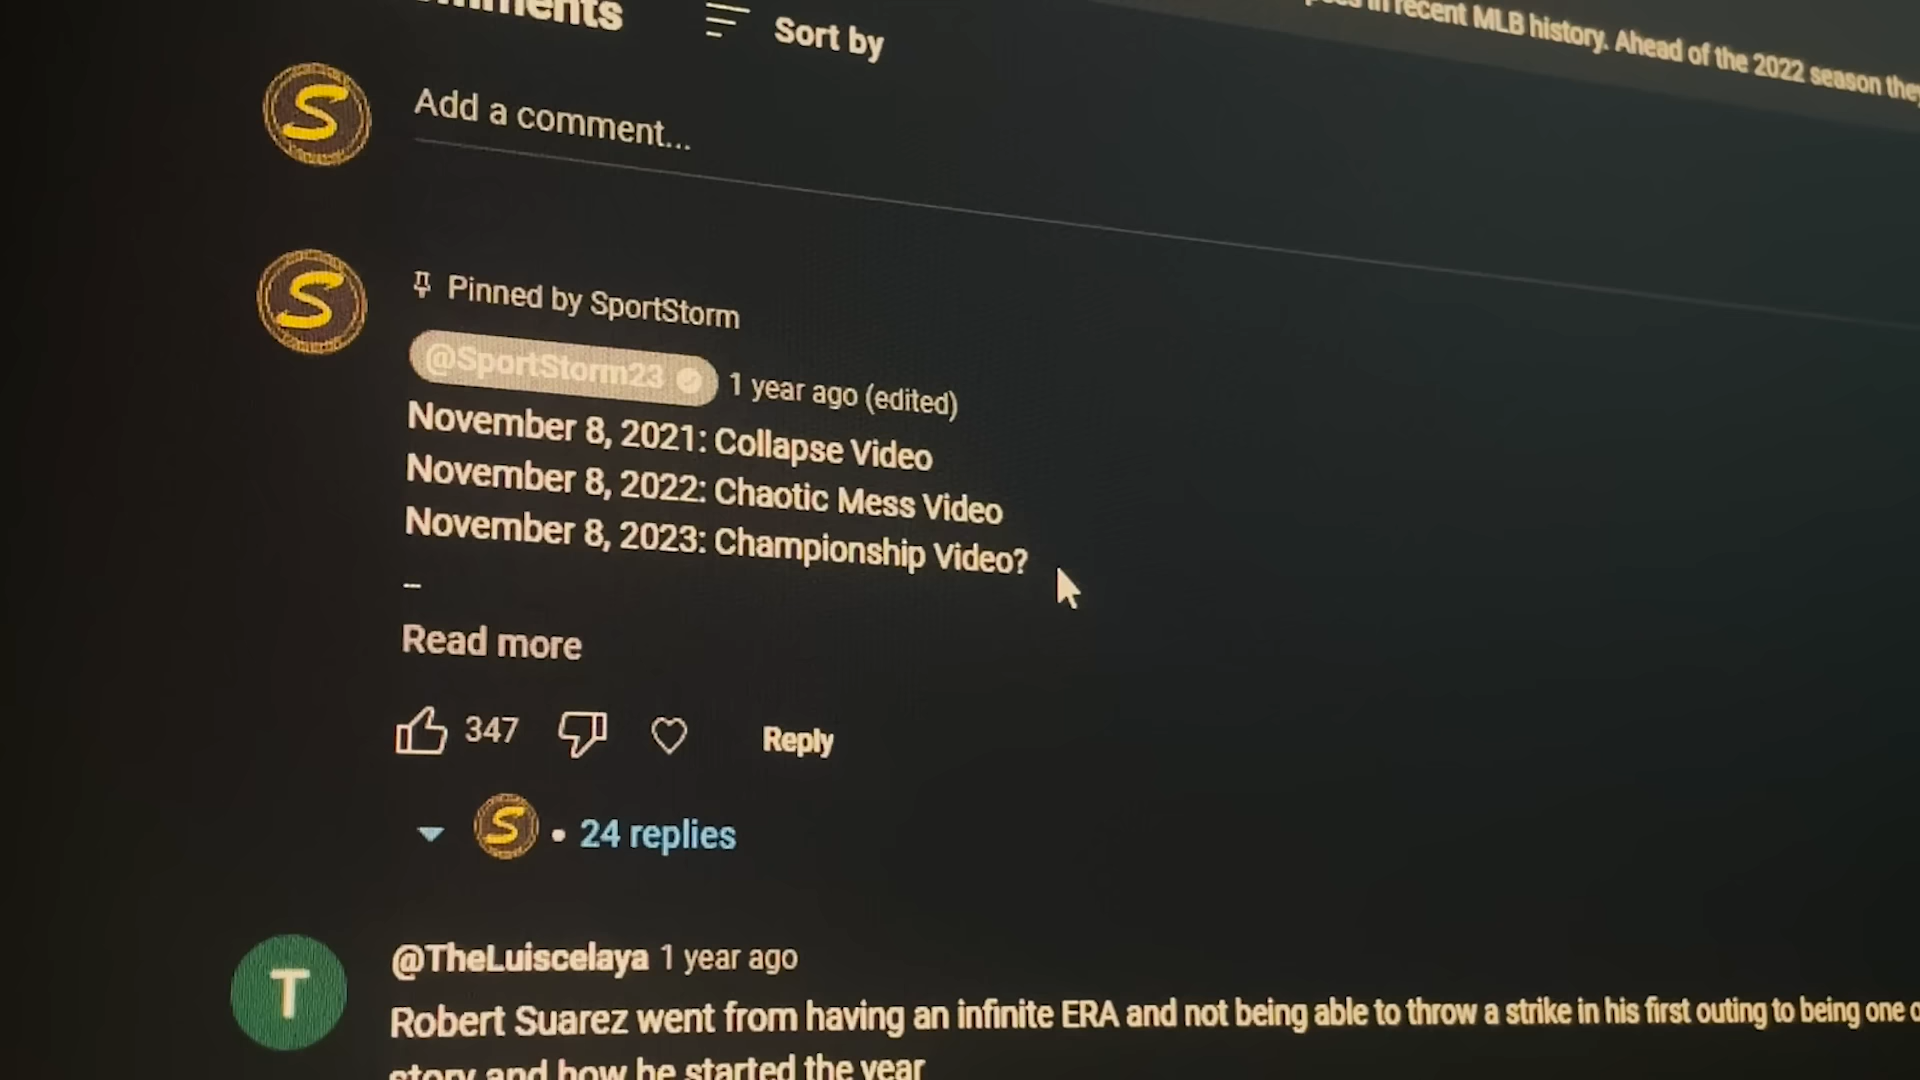 in recent MLB history. Ahead of the 2022 season they
Sort by
Add a comment...
Pinned by SportStorm
@SportStorm23 1 year ago (edited)
November 8, 2021: Collapse Video
November 8, 2022: Chaotic Mess Video
November 8, 2023: Championship Video?
--
Read more
347 Reply
S • 24 replies
T
@TheLuiscelaya 1 year ago
Robert Suarez went from having an infinite ERA and not being able to throw a strike in his first outing to being one
story and how he started the year